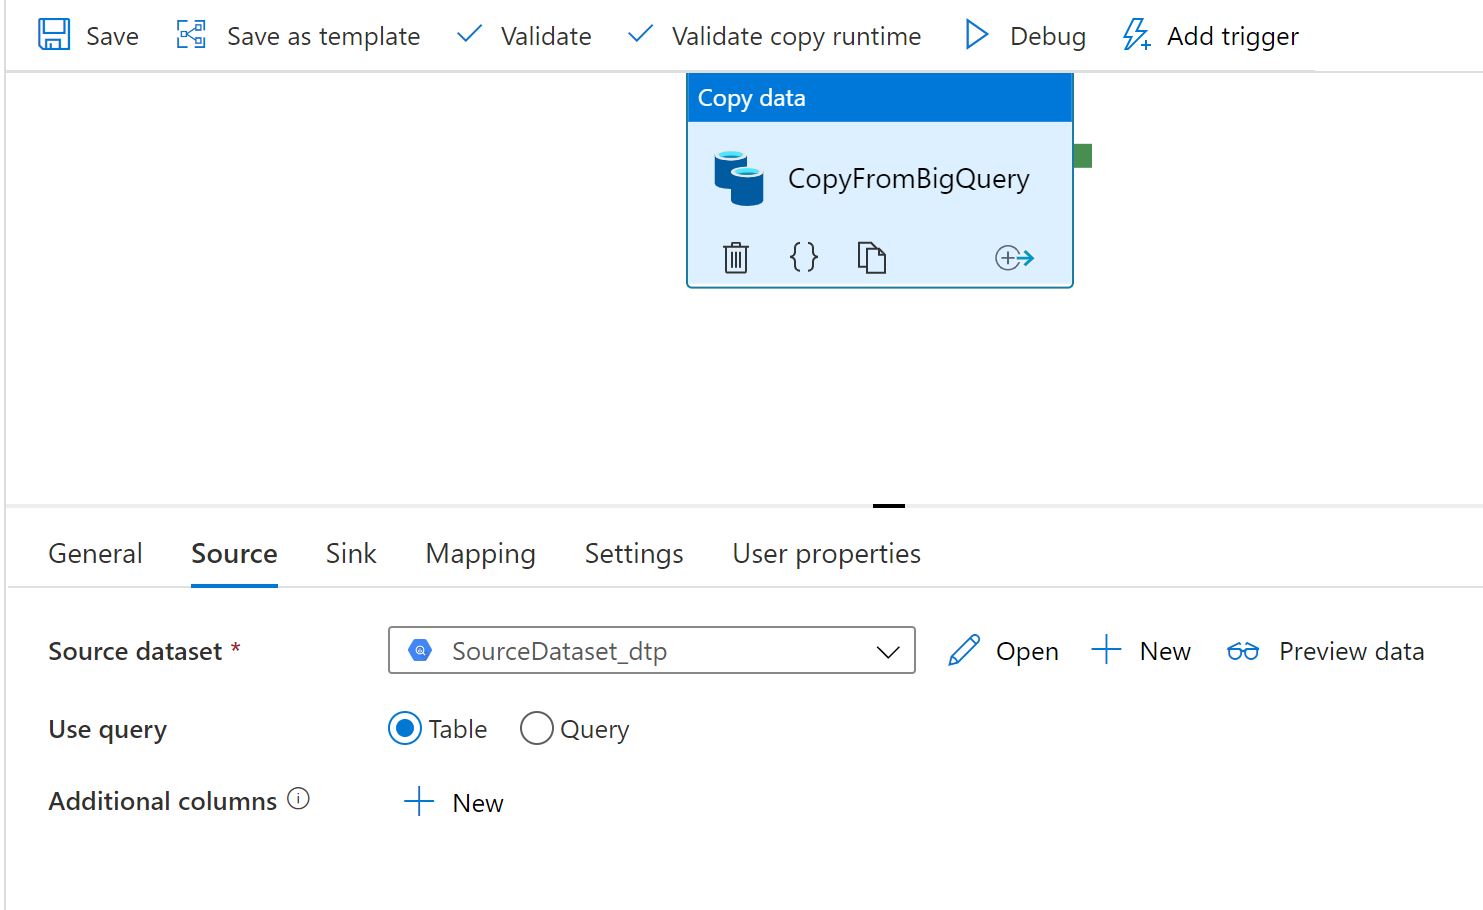 Save Save as template Validate Validate copy runtime Debug Add trigger
Copy data
CopyFromBigQuery
General Source Sink Mapping Settings User properties
Source dataset * SourceDataset_dtp Open New Preview data
Use query Table Query
Additional columns New